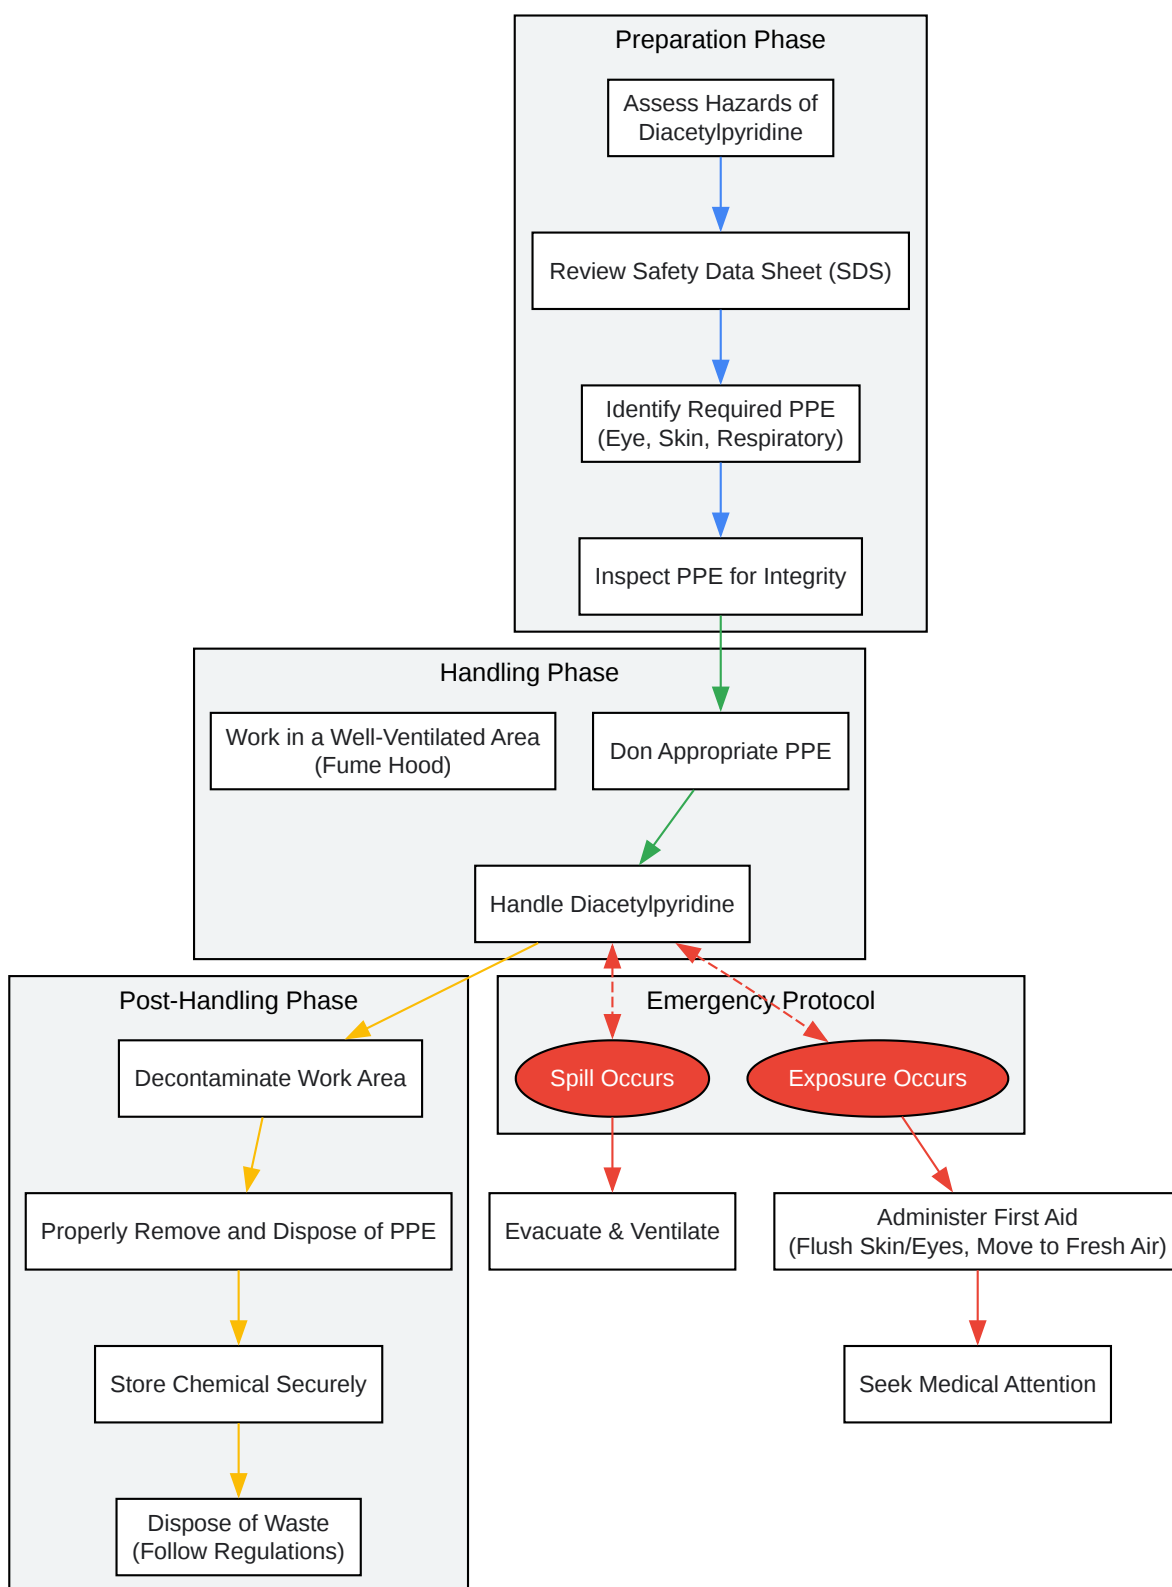 Preparation Phase
Assess Hazards of
Diacetylpyridine
Review Safety Data Sheet (SDS)
Identify Required PPE
(Eye, Skin, Respiratory)
Inspect PPE for Integrity
Handling Phase
Work in a Well-Ventilated Area
(Fume Hood)
Don Appropriate PPE
Handle Diacetylpyridine
Post-Handling Phase
Decontaminate Work Area
Properly Remove and Dispose of PPE
Store Chemical Securely
Dispose of Waste
(Follow Regulations)
Emergency Protocol
Spill Occurs
Exposure Occurs
Evacuate & Ventilate
Administer First Aid
(Flush Skin/Eyes, Move to Fresh Air)
Seek Medical Attention